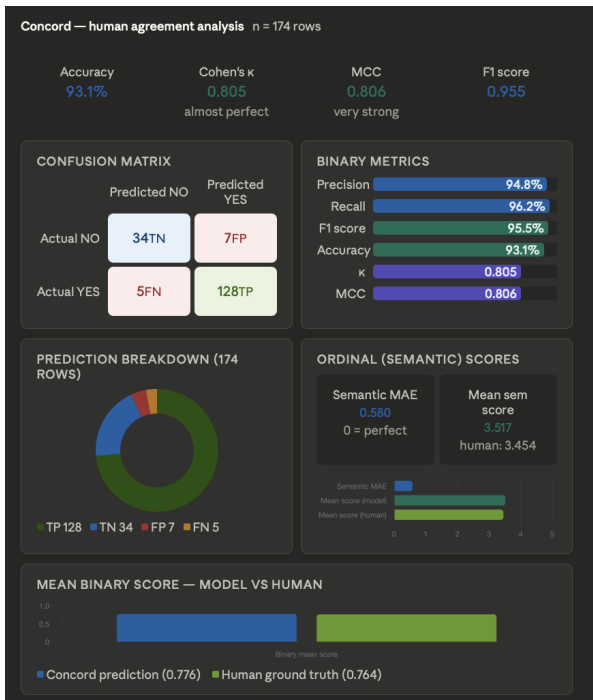 Concord — human agreement analysis n = 174 rows
Accuracy
93.1%
Cohen's κ
0.805
almost perfect
MCC
0.806
very strong
F1 score
0.955
CONFUSION MATRIX
Predicted NO
Predicted
YES
Actual NO
34TN
7FP
Actual YES
5FN
128TP
BINARY METRICS
Precision 94.8%
Recall 96.2%
F1 score 95.5%
Accuracy 93.1%
κ 0.805
MCC 0.806
PREDICTION BREAKDOWN (174
ROWS)
TP 128 TN 34 FP 7 FN 5
ORDINAL (SEMANTIC) SCORES
Semantic MAE
0.580
0 = perfect
Mean sem
score
3.517
human: 3.454
Semantic MAE
Mean score (model)
Mean score (human)
0 1 2 3 4 5
MEAN BINARY SCORE — MODEL VS HUMAN
1.0
0.5
0
Binary mean score
Concord prediction (0.776) Human ground truth (0.764)